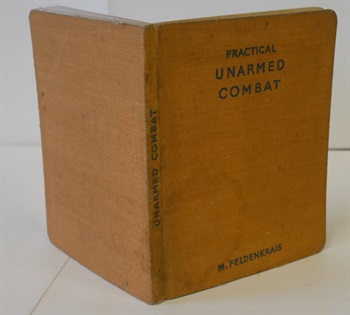 PRACTICAL
UNARMED
COMBAT
M. FELDENKRAIS
UNARMED COMBAT